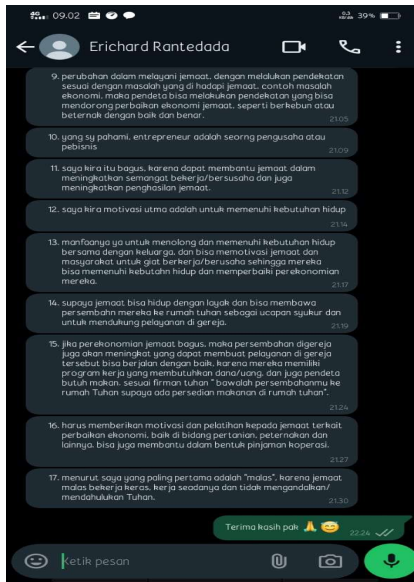 09.02
39%
Erichard Rantedada
9. perubahan dalam melayani jemaat, dengan melalukan pendekatan
sesuai dengan masalah yang di hadapi jemaat, contoh masalah
ekonomi, maka pendeta bisa melakukan pendekatan yang bisa
mendorong perbaikan ekonomi jemaat, seperti berkebun atau
beternak dengan baik dan benar.
21.05
10. yang sy pahami, entrepreneur adalah seorng pengusaha atau
pebisnis
21.09
11. saya kira itu bagus, karena dapat membantu jemaat dalam
meningkatkan semangat bekerja/bersusaha dan juga
meningkatkan penghosilan jemaat.
21.12
12. saya kira motivasi utma adalah untuk memenuhi kebutuhan hidup
21.14
13. manfaanya ya untuk menolong dan memenuhi kebutuhan hidup
bersama dengan keluarga, dan bisa memotivasi jemaat dan
masyarakat untuk giat berkerja/berusaha sehingga mereka
bisa memenuhi kebutahn hidup dan memperbaiki perekonomian
mereka.
21.17
14. supaya jemaat bisa hidup dengan layak dan bisa membawa
persembahn mereka ke rumah tuhan sebagai ucapan syukur dan
untuk mendukung pelayanan di gereja.
21.19
15. jika perekonomian jemaat bagus, maka persembahan digereja
juga akan meningkat yang dapat membuat pelayanan di gereja
tersebut bisa berjalan dengan baik, karena mereka memiliki
program kerja yang membutuhkan dana/uang, dan juga pendeta
butuh makan. sesuai firman tuhan " bawalah persembahanmu ke
rumah Tuhan supaya ada persedian makanan di rumah tuhan".
21.24
16. harus memberikan motivasi dan pelatihan kepada jemaat terkait
perbaikan ekonomi, baik di bidang pertanian, peternakan dan
lainnya, bisa juga membantu dalam bentuk pinjaman koperasi.
21.27
17. menurut saya yang paling pertama adalah "malas", karena jemaat
malas bekerja keras, kerja seadanya dan tidak mengandalkan/
mendahulukan Tuhan.
21.30
Terima kasih pak 🙏 😇
22.24
Ketik pesan